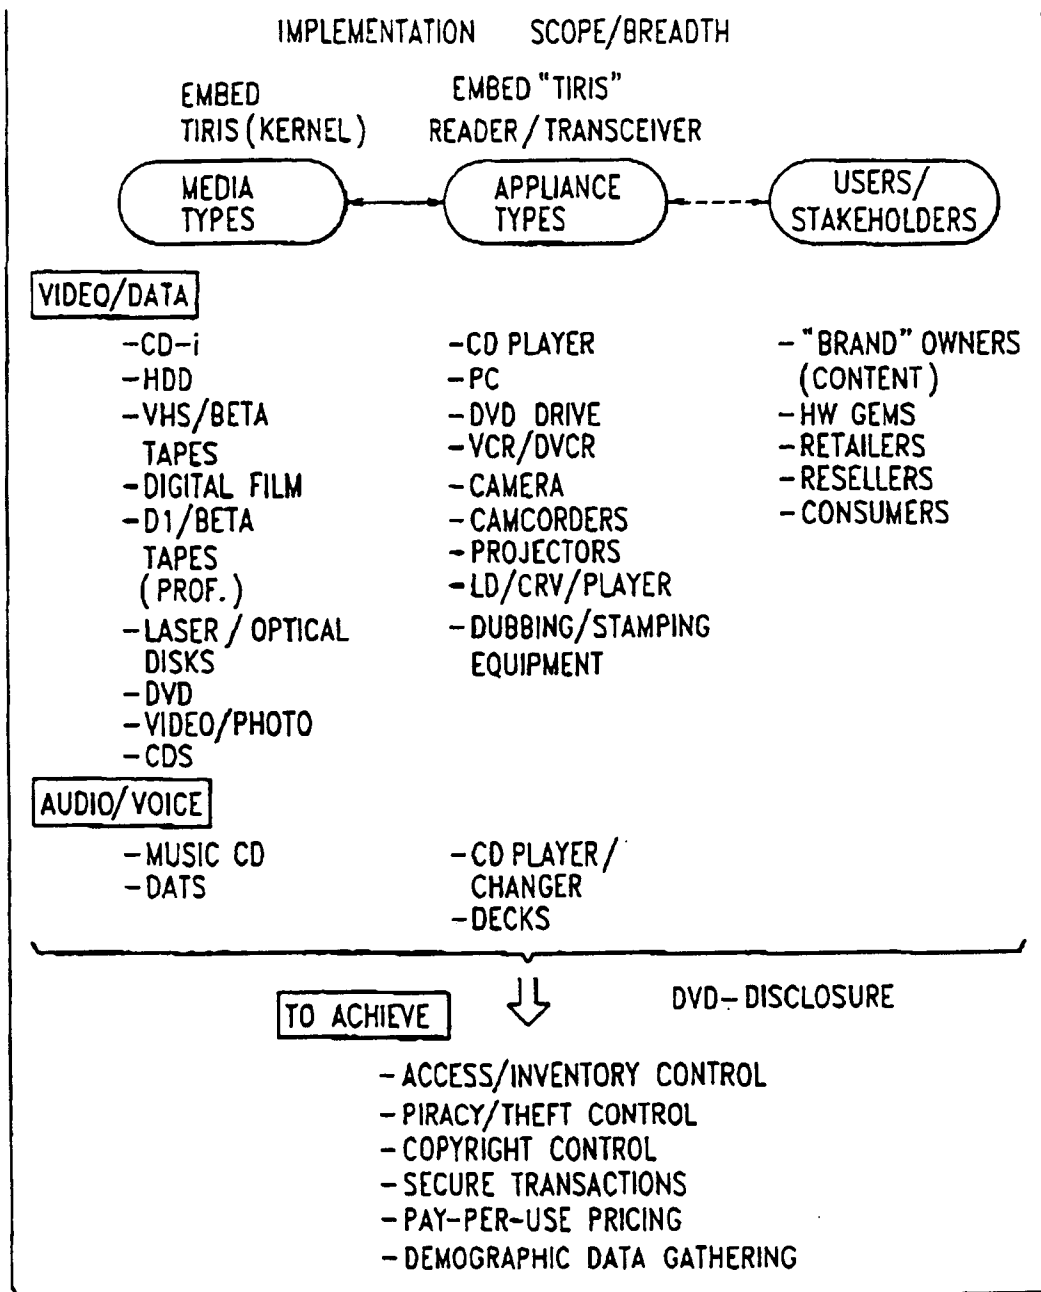 IMPLEMENTATION SCOPE/BREADTH
EMBED
TIRIS (KERNEL)
EMBED "TIRIS"
READER/TRANSCEIVER
MEDIA
TYPES
APPLIANCE
TYPES
USERS/
STAKEHOLDERS
VIDEO/DATA
-CD-i
-HDD
-VHS/BETA
TAPES
-DIGITAL FILM
-D1/BETA
TAPES
(PROF.)
-LASER / OPTICAL
DISKS
-DVD
-VIDEO/PHOTO
-CDS
-CD PLAYER
-PC
-DVD DRIVE
-VCR/DVCR
-CAMERA
-CAMCORDERS
-PROJECTORS
-LD/CRV/PLAYER
-DUBBING/STAMPING
EQUIPMENT
-"BRAND" OWNERS
(CONTENT)
-HW GEMS
-RETAILERS
-RESELLERS
-CONSUMERS
AUDIO/VOICE
-MUSIC CD
-DATS
-CD PLAYER/
CHANGER
-DECKS
TO ACHIEVE
DVD-DISCLOSURE
-ACCESS/INVENTORY CONTROL
-PIRACY/THEFT CONTROL
-COPYRIGHT CONTROL
-SECURE TRANSACTIONS
-PAY-PER-USE PRICING
-DEMOGRAPHIC DATA GATHERING